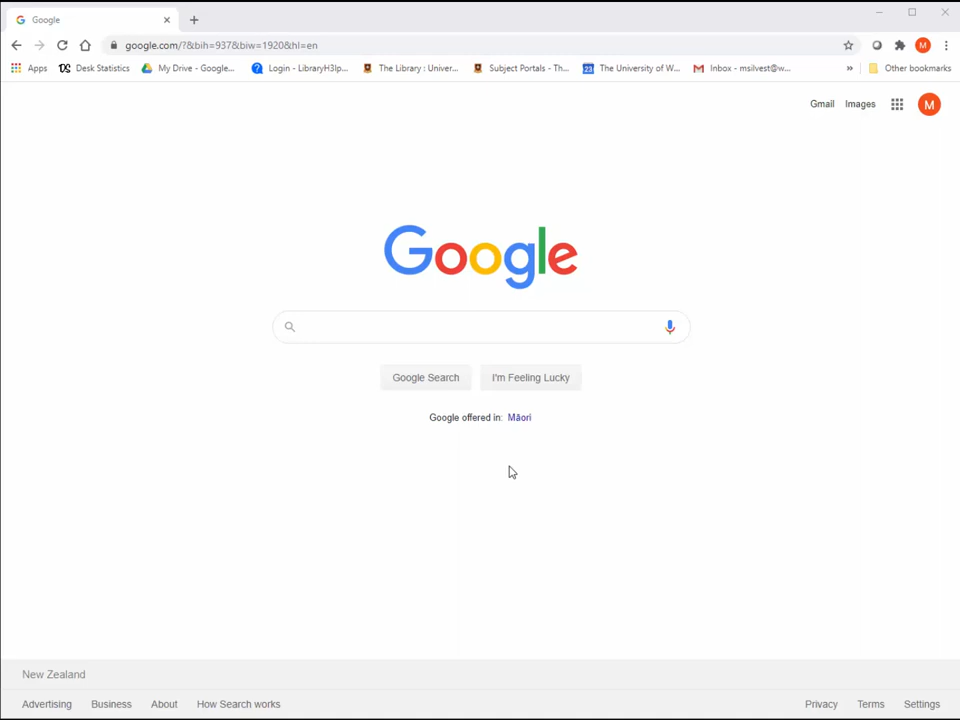 Google
google.com/?&bih=937&biw=1920&hl=en
M
Apps Desk Statistics My Drive - Google... Login - LibraryH3lp... The Library : Univer... Subject Portals - Th... 23 The University of W... Inbox - msilvest@w... » Other bookmarks
Gmail Images M
Google
Google Search I'm Feeling Lucky
Google offered in: Māori
New Zealand
Advertising Business About How Search works Privacy Terms Settings